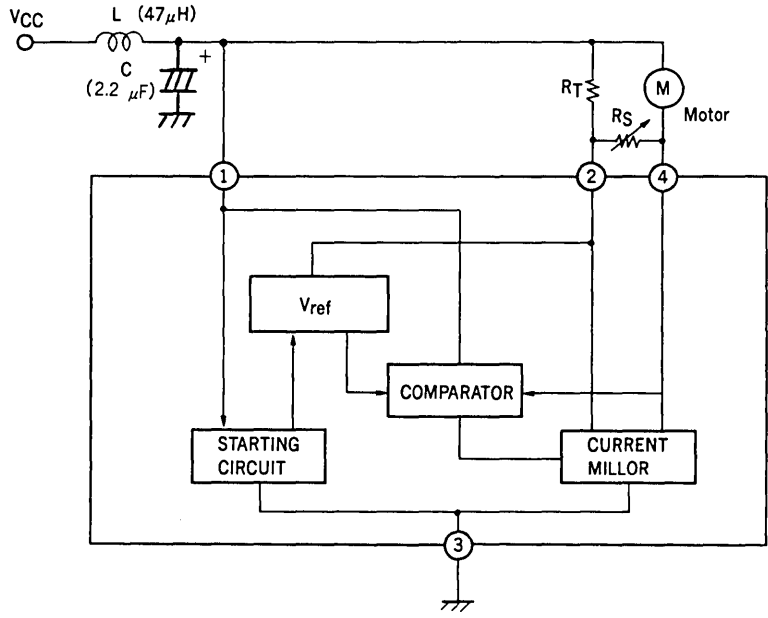 VCC
L (47μH)
+
C
(2.2 μF)
RT
RS
M
Motor
1
2
4
Vref
COMPARATOR
STARTING
CIRCUIT
CURRENT
MILLOR
3